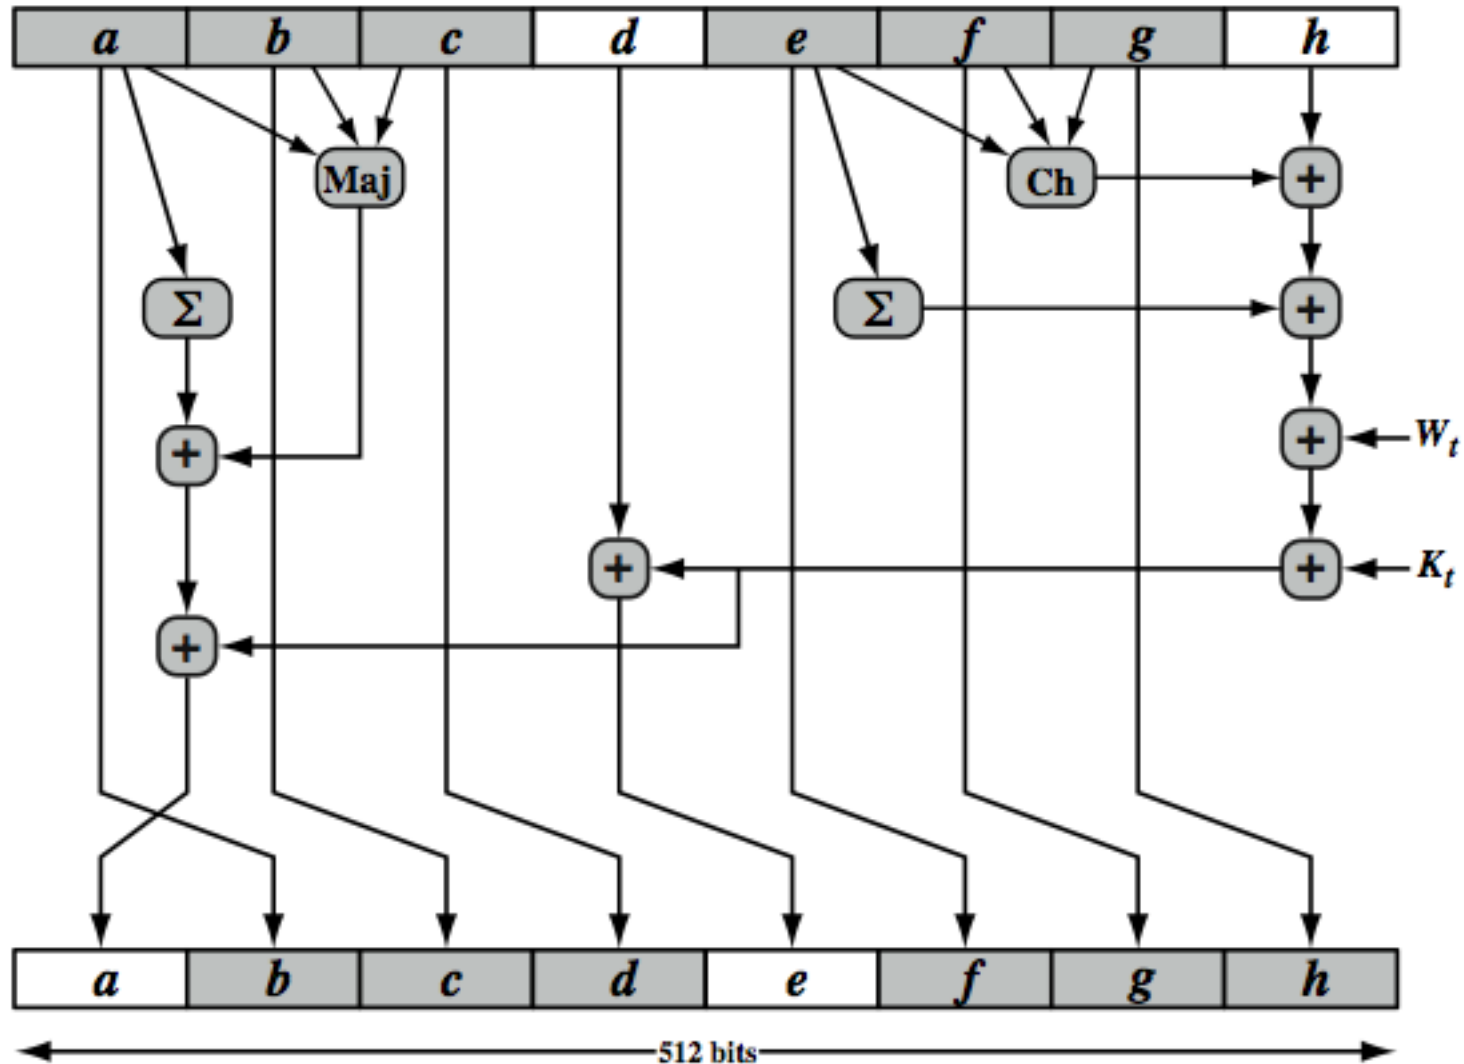 a b c d e f g h
Maj Ch +
Σ Σ +
+ + W_t
+ + K_t
+
a b c d e f g h
512 bits